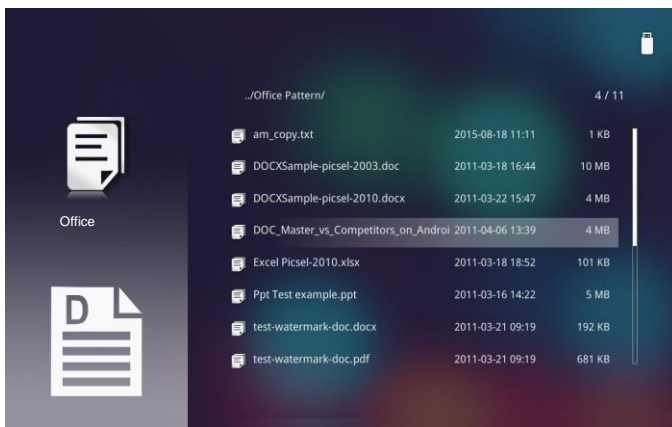 ../Office Pattern/ 4 / 11
am_copy.txt 2015-08-18 11:11 1 KB
DOCXSample-picsel-2003.doc 2011-03-18 16:44 10 MB
DOCXSample-picsel-2010.docx 2011-03-22 15:47 4 MB
Office
DOC_Master_vs_Competitors_on_Androi 2011-04-06 13:39 4 MB
Excel Picsel-2010.xlsx 2011-03-18 18:52 101 KB
Ppt Test example.ppt 2011-03-16 14:22 5 MB
D
test-watermark-doc.docx 2011-03-21 09:19 192 KB
test-watermark-doc.pdf 2011-03-21 09:19 681 KB